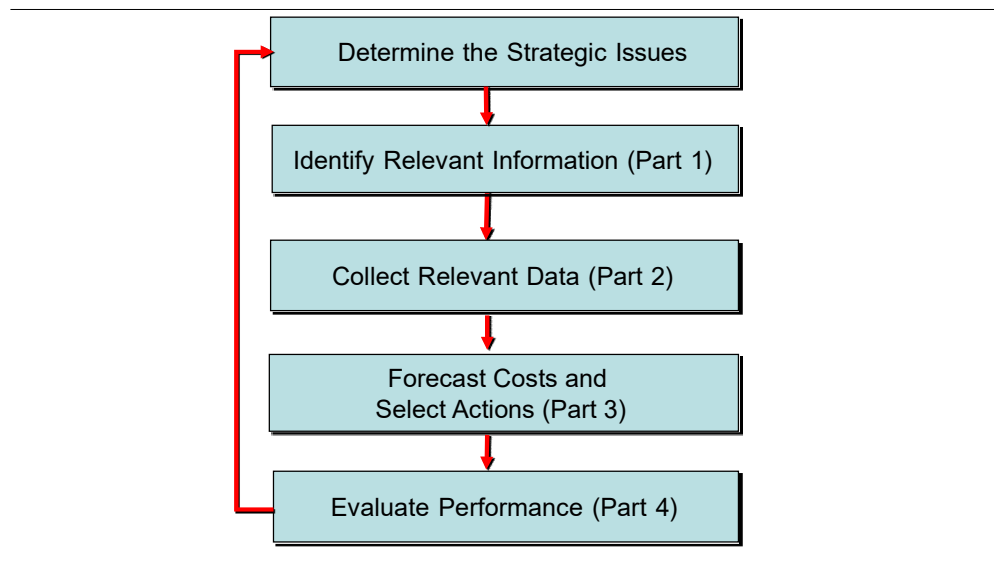 Determine the Strategic Issues
Identify Relevant Information (Part 1)
Collect Relevant Data (Part 2)
Forecast Costs and
Select Actions (Part 3)
Evaluate Performance (Part 4)